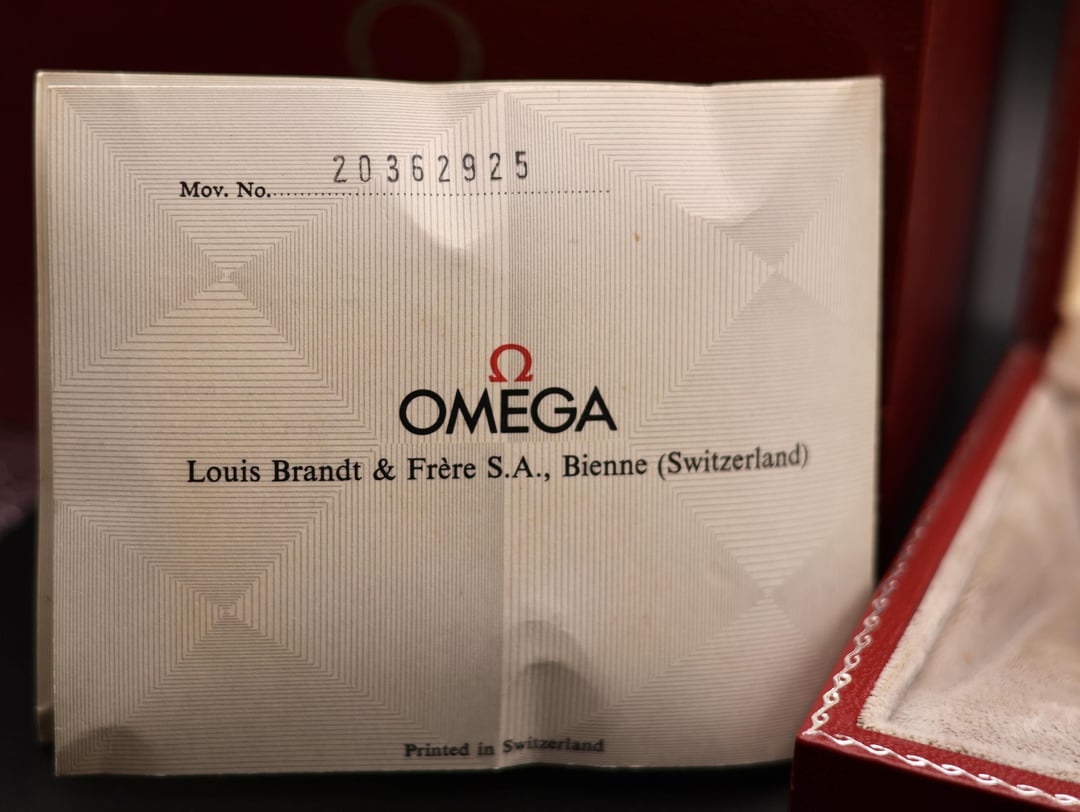 Mov. No. 20362925
Ω
OMEGA
Louis Brandt & Frère S.A., Bienne (Switzerland)
Printed in Switzerland